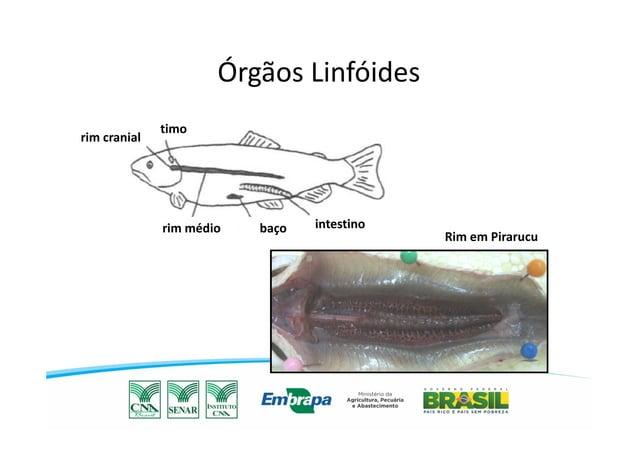 Órgãos Linfóides
timo
rim cranial
rim médio
baço
intestino
Rim em Pirarucu
CNA
Brasil
SENAR
INSTITUTO
CNA
Embrapa
Ministério da
Agricultura, Pecuária
e Abastecimento
GOVERNO FEDERAL
BRASIL
PAÍS RICO É PAÍS SEM POBREZA